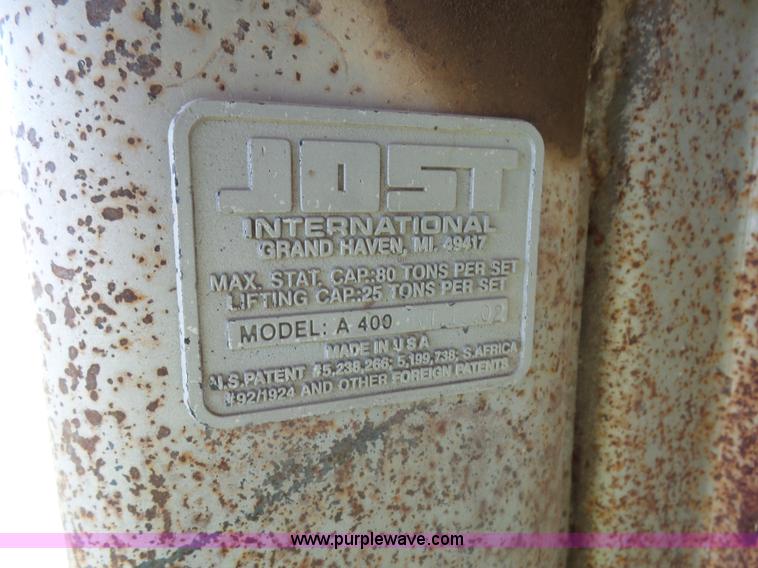 JOST
INTERNATIONAL
GRAND HAVEN, MI. 49417
MAX. STAT. CAP.:80 TONS PER SET
LIFTING CAP.:25 TONS PER SET
MODEL: A 400
MADE IN U S A
U.S. PATENT #5,238,266; 5,199,738; S. AFRICA
#92/1924 AND OTHER FOREIGN PATENTS
www.purplewave.com